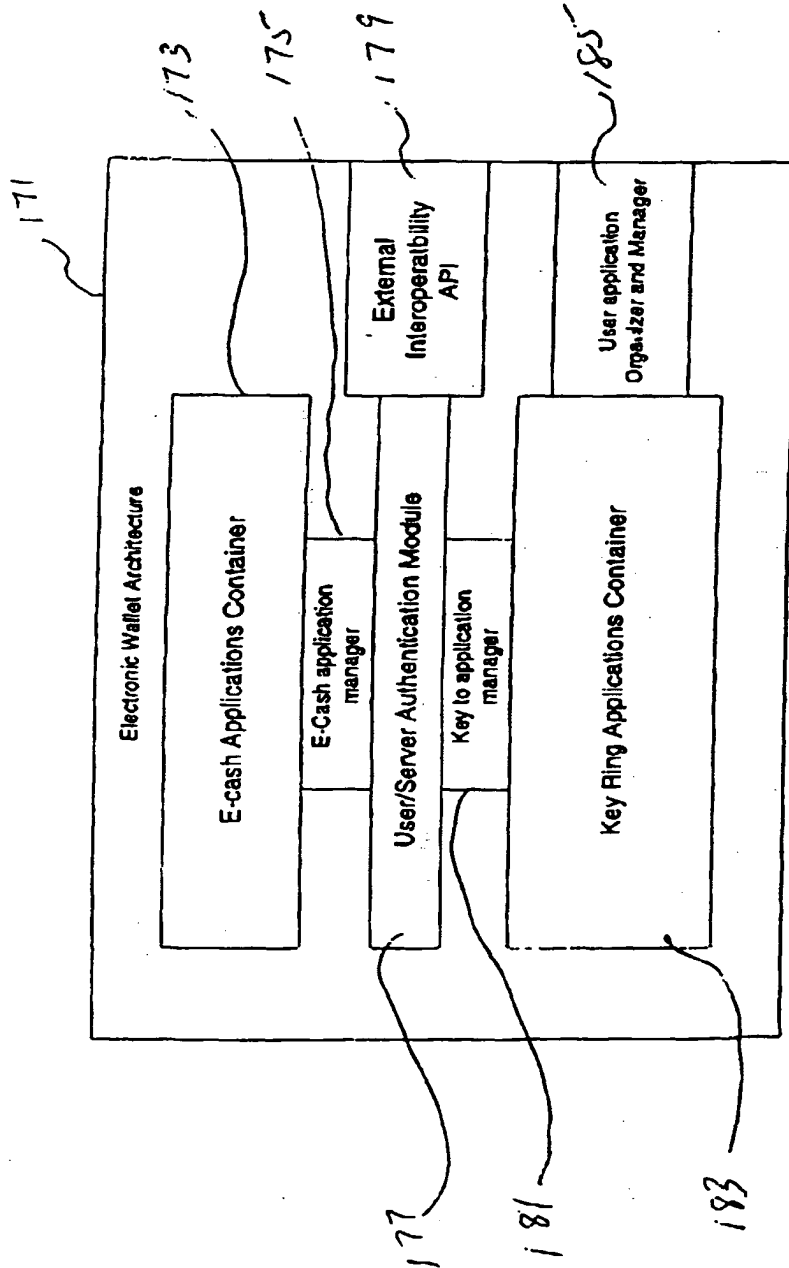 171
173
175
179
185
Electronic Wallet Architecture
E-cash Applications Container
E-Cash application
manager
User/Server Authentication Module
External
Interoperatbility
API
Key to application
manager
Key Ring Applications Container
User application
Organizer and Manager
177
181
183